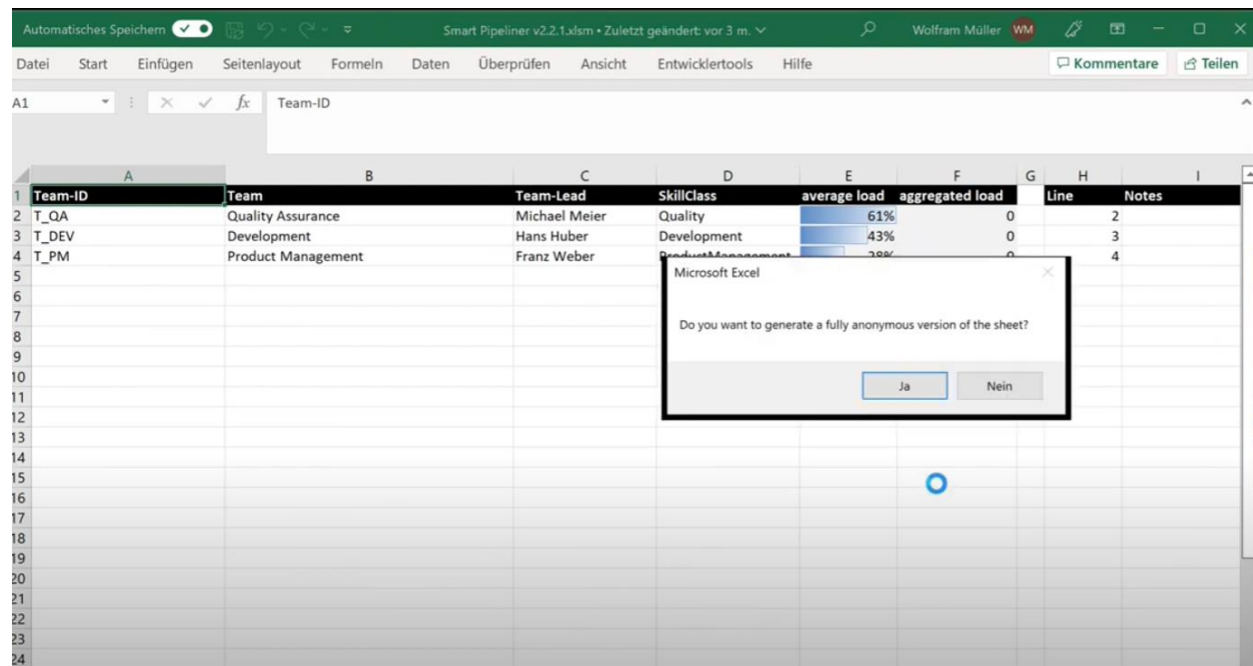 Automatisches Speichern Smart Pipeliner v2.2.1.xlsm • Zuletzt geändert: vor 3 m. Wolfram Müller WM
Datei Start Einfügen Seitenlayout Formeln Daten Überprüfen Ansicht Entwicklertools Hilfe Kommentare Teilen
A1 fx Team-ID
A B C D E F G H I
1 Team-ID Team Team-Lead SkillClass average load aggregated load Line Notes
2 T_QA Quality Assurance Michael Meier Quality 61% 0 2
3 T_DEV Development Hans Huber Development 43% 0 3
4 T_PM Product Management Franz Weber ProductManagement 28% 0 4
5
Microsoft Excel
6
7
Do you want to generate a fully anonymous version of the sheet?
8
9
10
Ja Nein
11
12
13
14
15
16
17
18
19
20
21
22
23
24